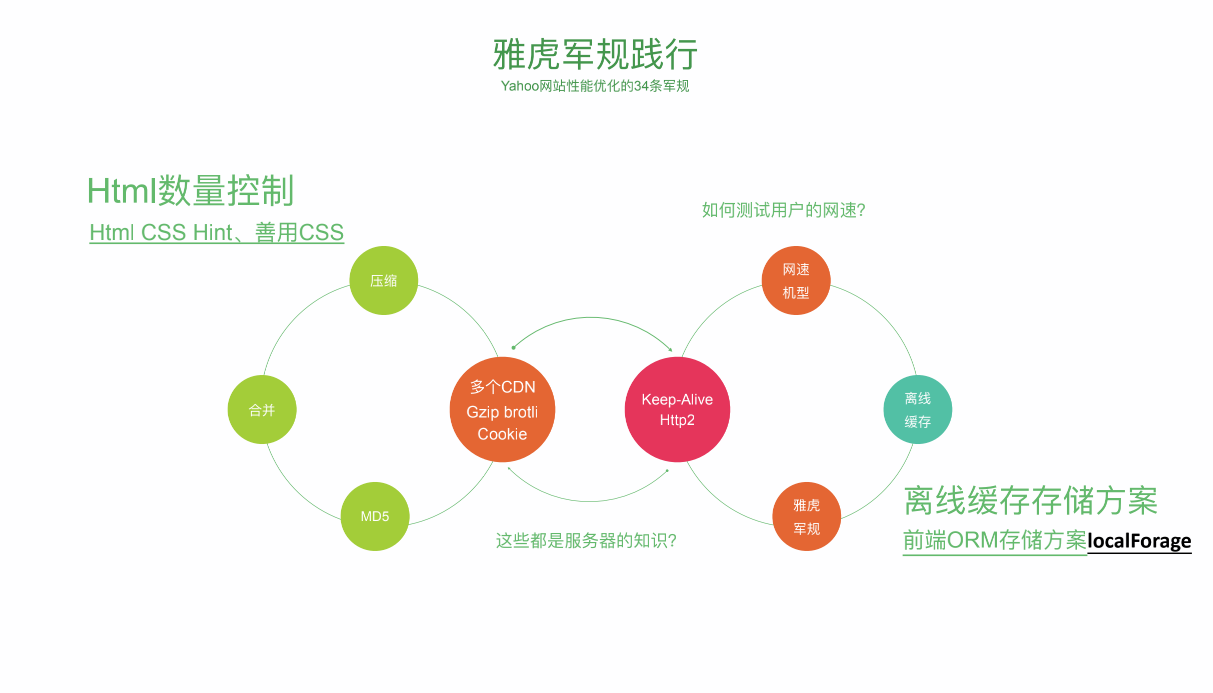 雅虎军规践行
Yahoo网站性能优化的34条军规
Html数量控制
Html CSS Hint、善用CSS
如何测试用户的网速?
压缩
网速
机型
合并
多个CDN
Gzip brotli
Cookie
Keep-Alive
Http2
离线
缓存
MD5
雅虎
军规
离线缓存存储方案
前端ORM存储方案localForage
这些都是服务器的知识?